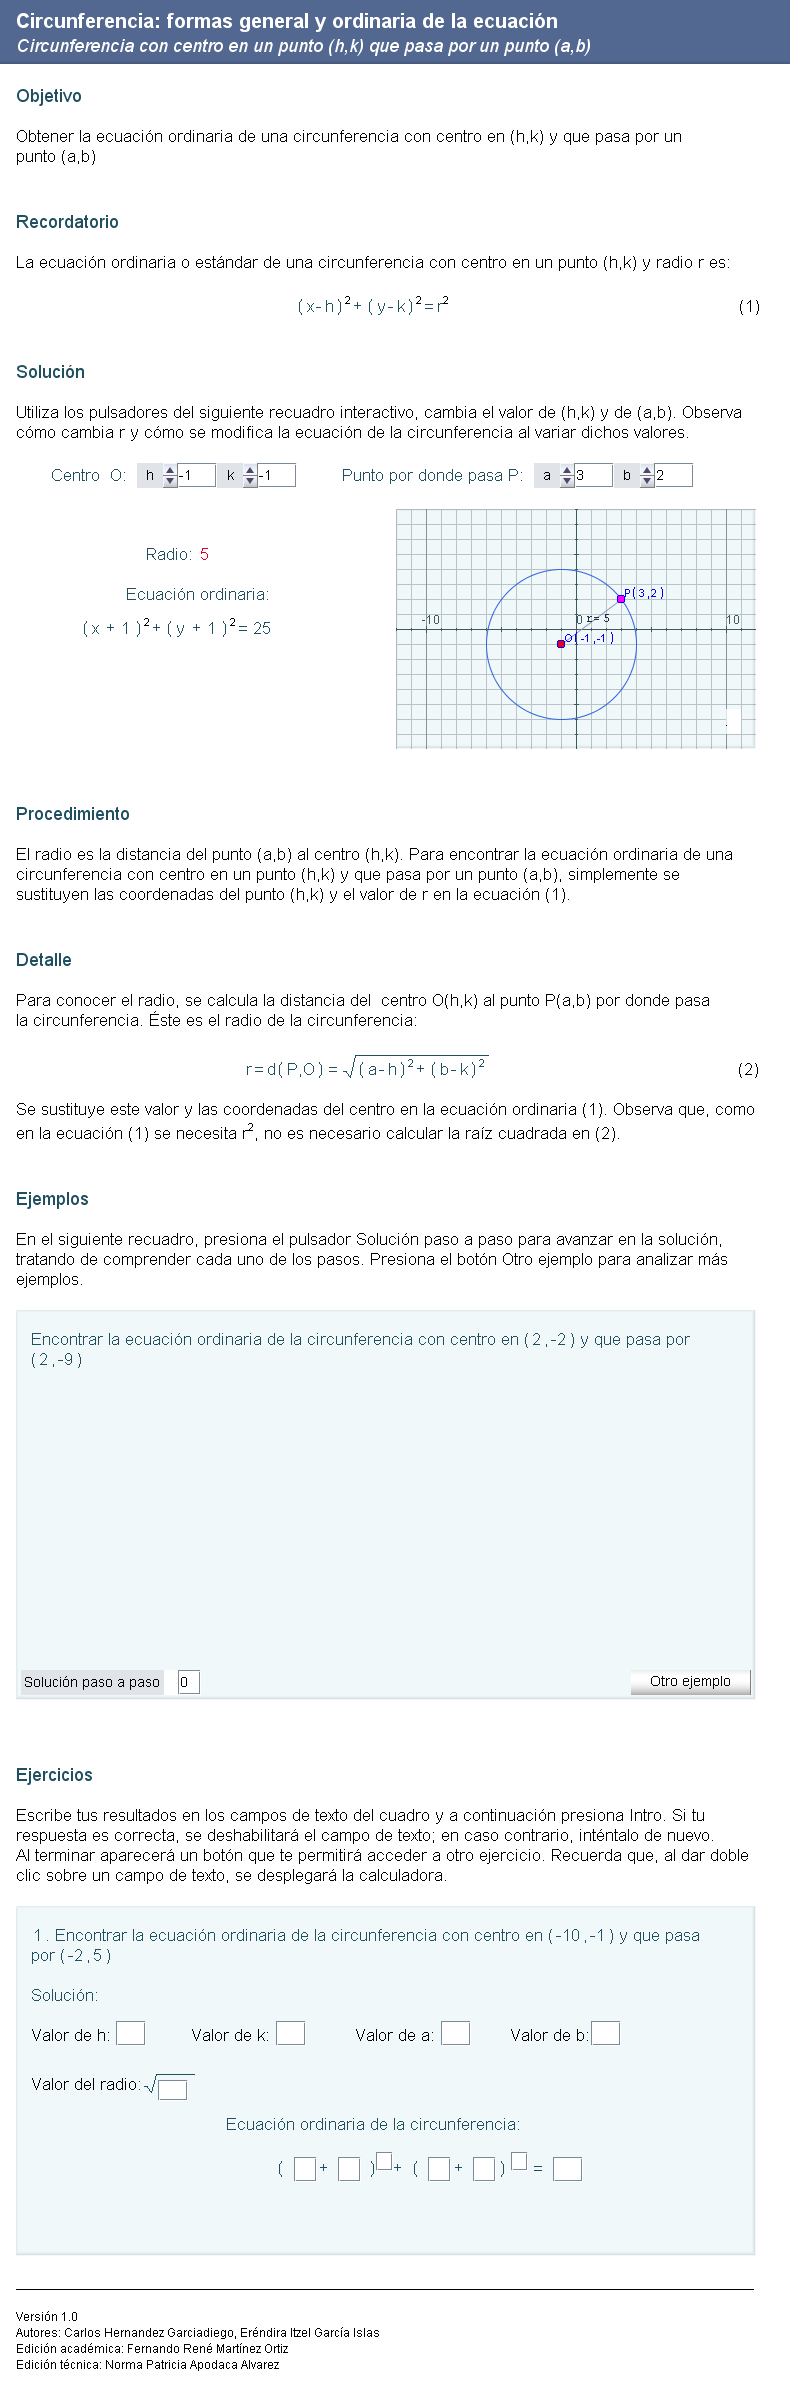 Circunferencia: formas general y ordinaria de la ecuación
Circunferencia con centro en un punto (h,k) que pasa por un punto (a,b)
Objetivo
Obtener la ecuación ordinaria de una circunferencia con centro en (h,k) y que pasa por un
punto (a,b)
Recordatorio
La ecuación ordinaria o estándar de una circunferencia con centro en un punto (h,k) y radio r es:
(x-h)²+(y-k)²=r² (1)
Solución
Utiliza los pulsadores del siguiente recuadro interactivo, cambia el valor de (h,k) y de (a,b). Observa
cómo cambia r y cómo se modifica la ecuación de la circunferencia al variar dichos valores.
Centro O: h -1 k -1 Punto por donde pasa P: a 3 b 2
Radio: 5
Ecuación ordinaria:
(x + 1)²+(y + 1)²= 25
P(3,2)
-10 0 r= 5 10
O(-1,-1)
Procedimiento
El radio es la distancia del punto (a,b) al centro (h,k). Para encontrar la ecuación ordinaria de una
circunferencia con centro en un punto (h,k) y que pasa por un punto (a,b), simplemente se
sustituyen las coordenadas del punto (h,k) y el valor de r en la ecuación (1).
Detalle
Para conocer el radio, se calcula la distancia del centro O(h,k) al punto P(a,b) por donde pasa
la circunferencia. Éste es el radio de la circunferencia:
r=d(P,O)=√(a-h)²+(b-k)² (2)
Se sustituye este valor y las coordenadas del centro en la ecuación ordinaria (1). Observa que, como
en la ecuación (1) se necesita r², no es necesario calcular la raíz cuadrada en (2).
Ejemplos
En el siguiente recuadro, presiona el pulsador Solución paso a paso para avanzar en la solución,
tratando de comprender cada uno de los pasos. Presiona el botón Otro ejemplo para analizar más
ejemplos.
Encontrar la ecuación ordinaria de la circunferencia con centro en (2,-2) y que pasa por
(2,-9)
Solución paso a paso 0 Otro ejemplo
Ejercicios
Escribe tus resultados en los campos de texto del cuadro y a continuación presiona Intro. Si tu
respuesta es correcta, se deshabilitará el campo de texto; en caso contrario, inténtalo de nuevo.
Al terminar aparecerá un botón que te permitirá acceder a otro ejercicio. Recuerda que, al dar doble
clic sobre un campo de texto, se desplegará la calculadora.
1. Encontrar la ecuación ordinaria de la circunferencia con centro en (-10,-1) y que pasa
por (-2,5)
Solución:
Valor de h: Valor de k: Valor de a: Valor de b:
Valor del radio: √
Ecuación ordinaria de la circunferencia:
( + ) + ( + ) =
Versión 1.0
Autores: Carlos Hernandez Garciadiego, Eréndira Itzel García Islas
Edición académica: Fernando René Martínez Ortiz
Edición técnica: Norma Patricia Apodaca Alvarez